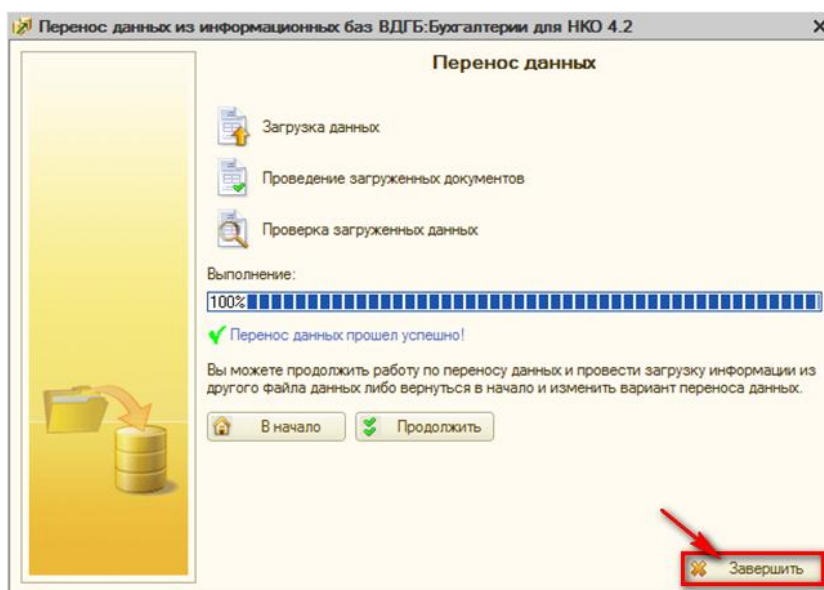 Перенос данных из информационных баз ВДГБ:Бухгалтерии для НКО 4.2
Перенос данных
Загрузка данных
Проведение загруженных документов
Проверка загруженных данных
Выполнение:
100%
Перенос данных прошел успешно!
Вы можете продолжить работу по переносу данных и провести загрузку информации из
другого файла данных либо вернуться в начало и изменить вариант переноса данных.
В начало
Продолжить
Завершить